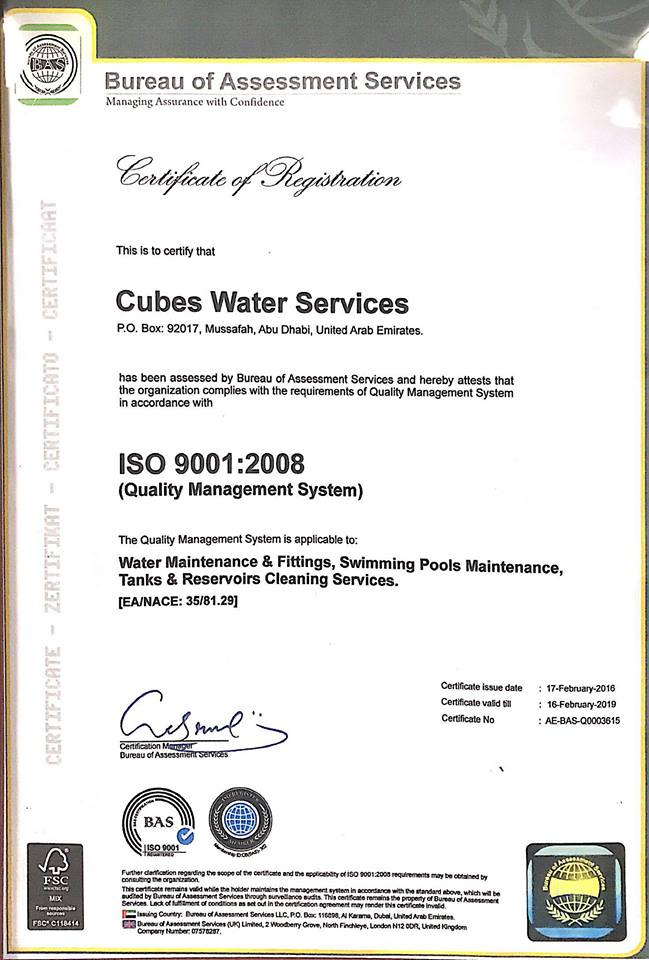 BAS
Bureau of Assessment Services
Managing Assurance with Confidence
Certificate of Registration
This is to certify that
Cubes Water Services
P.O. Box: 92017, Mussafah, Abu Dhabi, United Arab Emirates.
has been assessed by Bureau of Assessment Services and hereby attests that
the organization complies with the requirements of Quality Management System
in accordance with
ISO 9001:2008
(Quality Management System)
The Quality Management System is applicable to:
Water Maintenance & Fittings, Swimming Pools Maintenance,
Tanks & Reservoirs Cleaning Services.
[EA/NACE: 35/81.29]
CERTIFICATE – ZERTIFIKAT – CERTIFICATO – CERTIFICAAT
Certificate issue date : 17-February-2016
Certificate valid till : 16-February-2019
Certificate No : AE-BAS-Q0003615
Certification Manager
Bureau of Assessment Services
BAS
ISO 9001
REGISTERED
MEMBER
FSC
www.fsc.org
MIX
From responsible
sources
FSC® C118414
Further clarification regarding the scope of the certificate and the applicability of ISO 9001:2008 requirements may be obtained by
consulting the organization.
This certificate remains valid while the holder maintains the management system in accordance with the standard above, which will be
audited by Bureau of Assessment Services through surveillance audits. This certificate remains the property of Bureau of Assessment
Services. Lack of fulfilment of conditions as set out in the certification agreement may render this certificate invalid.
Issuing Country: Bureau of Assessment Services LLC, P.O. Box: 116898, Al Karama, Dubai, United Arab Emirates.
Bureau of Assessment Services (UK) Limited, 2 Woodberry Grove, North Finchleye, London N12 0DR, United Kingdom
Company Number: 07578287.
Bureau of Assessment Services